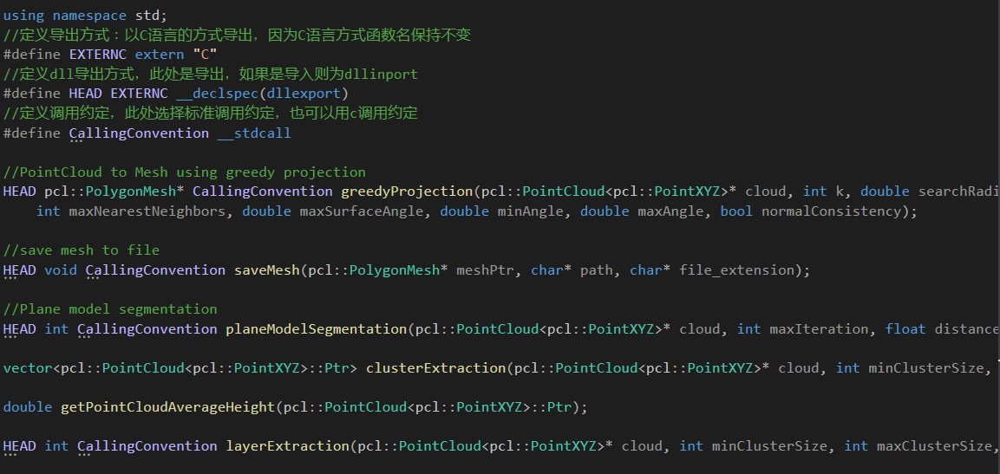 using namespace std;
//定义导出方式：以C语言的方式导出，因为C语言方式函数名保持不变
#define EXTERNC extern "C"
//定义dll导出方式，此处是导出，如果是导入则为dllinport
#define HEAD EXTERNC __declspec(dllexport)
//定义调用约定，此处选择标准调用约定，也可以用c调用约定
#define CallingConvention __stdcall
//PointCloud to Mesh using greedy projection
HEAD pcl::PolygonMesh* CallingConvention greedyProjection(pcl::PointCloud<pcl::PointXYZ>* cloud, int k, double searchRadi
int maxNearestNeighbors, double maxSurfaceAngle, double minAngle, double maxAngle, bool normalConsistency);
//save mesh to file
HEAD void CallingConvention saveMesh(pcl::PolygonMesh* meshPtr, char* path, char* file_extension);
//Plane model segmentation
HEAD int CallingConvention planeModelSegmentation(pcl::PointCloud<pcl::PointXYZ>* cloud, int maxIteration, float distance
vector<pcl::PointCloud<pcl::PointXYZ>::Ptr> clusterExtraction(pcl::PointCloud<pcl::PointXYZ>* cloud, int minClusterSize,
double getPointCloudAverageHeight(pcl::PointCloud<pcl::PointXYZ>::Ptr);
HEAD int CallingConvention layerExtraction(pcl::PointCloud<pcl::PointXYZ>* cloud, int minClusterSize, int maxClusterSize,